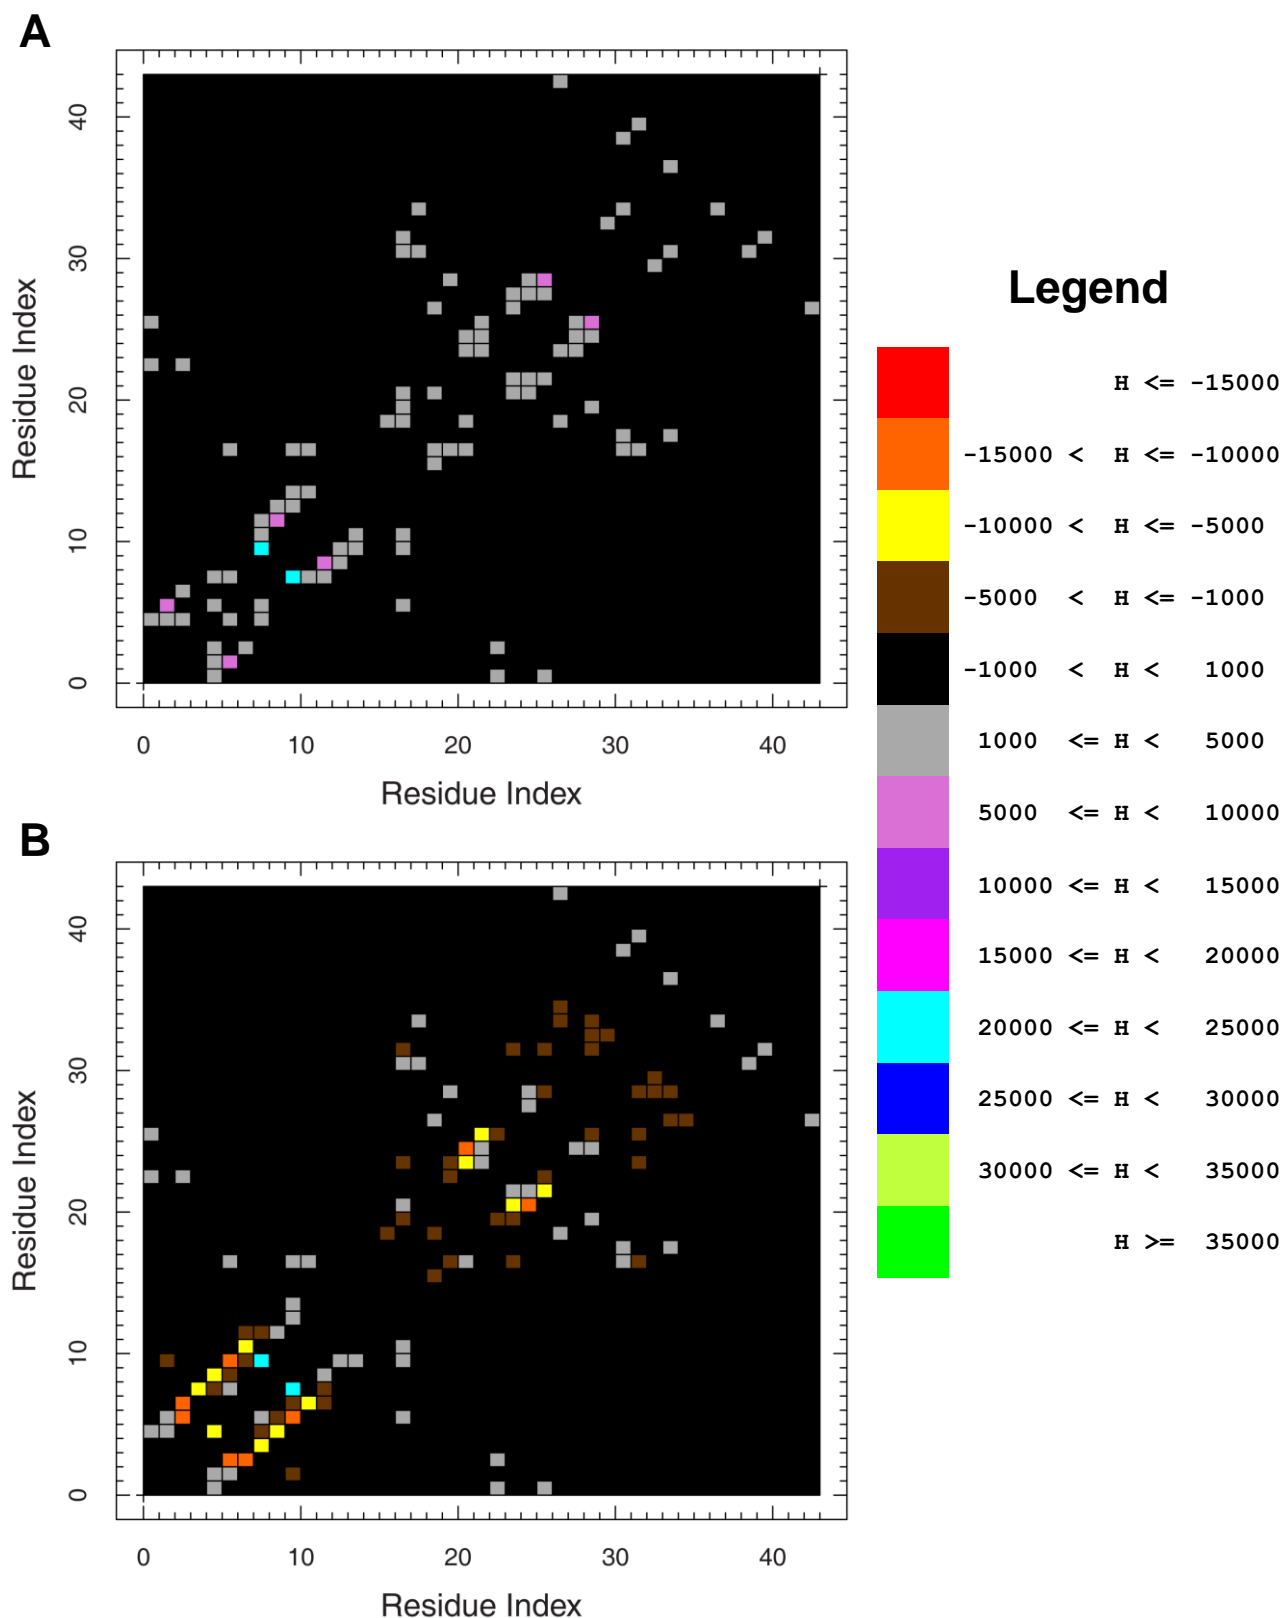 A
40
30
20
10
0
Residue Index
0 10 20 30 40
Residue Index
Legend
H <= -15000
-15000 < H <= -10000
-10000 < H <= -5000
-5000 < H <= -1000
-1000 < H < 1000
1000 <= H < 5000
5000 <= H < 10000
10000 <= H < 15000
15000 <= H < 20000
20000 <= H < 25000
25000 <= H < 30000
30000 <= H < 35000
H >= 35000
B
40
30
20
10
0
Residue Index
0 10 20 30 40
Residue Index